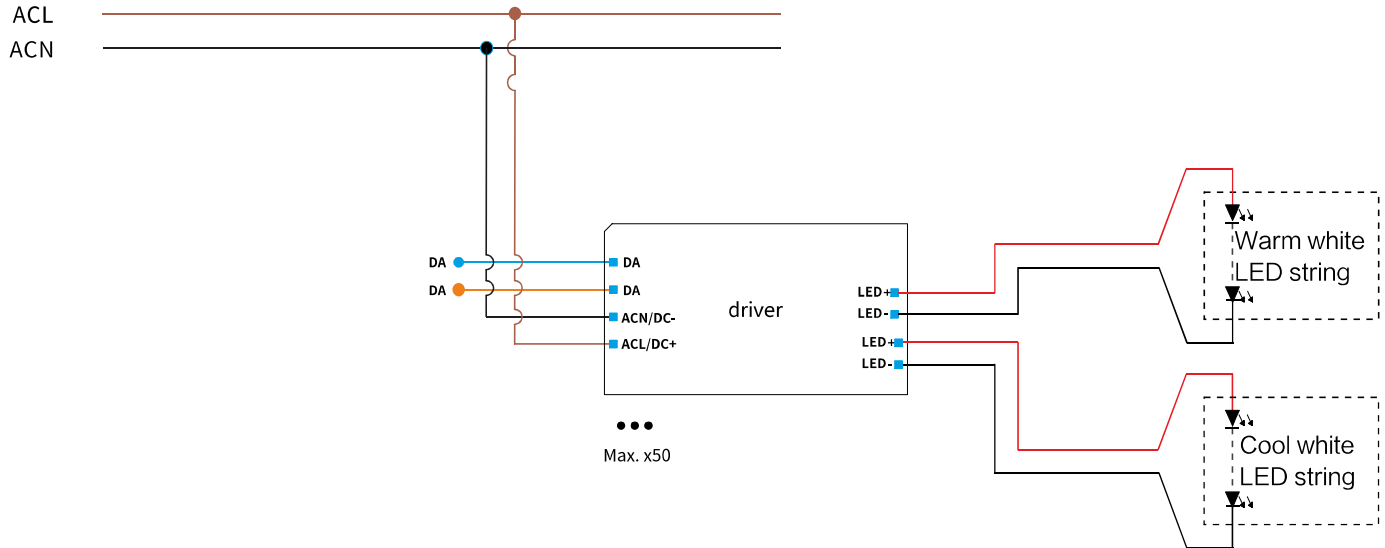 ACL
ACN
DA
DA
DA
DA
ACN/DC-
ACL/DC+
driver
LED+
LED-
LED+
LED-
Max. x50
Warm white
LED string
Cool white
LED string